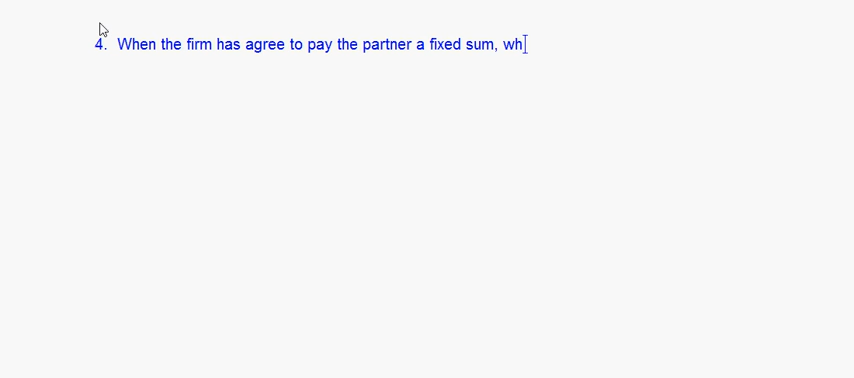 4. When the firm has agree to pay the partner a fixed sum, wh